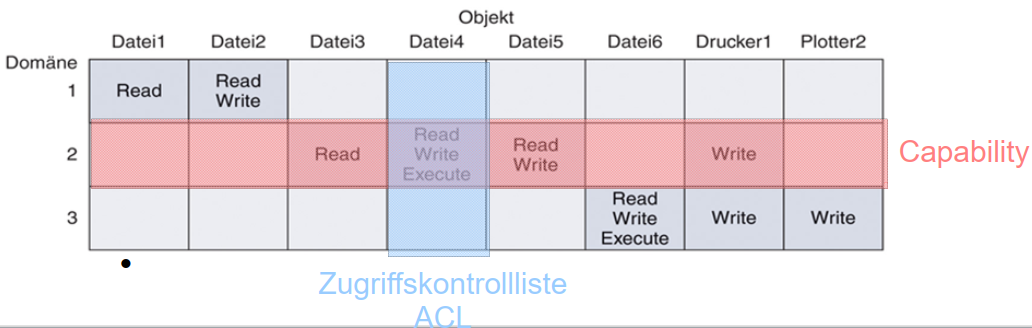 Objekt
Datei1 Datei2 Datei3 Datei4 Datei5 Datei6 Drucker1 Plotter2
Domäne
1 Read Read Write
2 Read Read Write Execute Read Write Write Capability
3 Read Write Execute Write Write
Zugriffskontrollliste
ACL